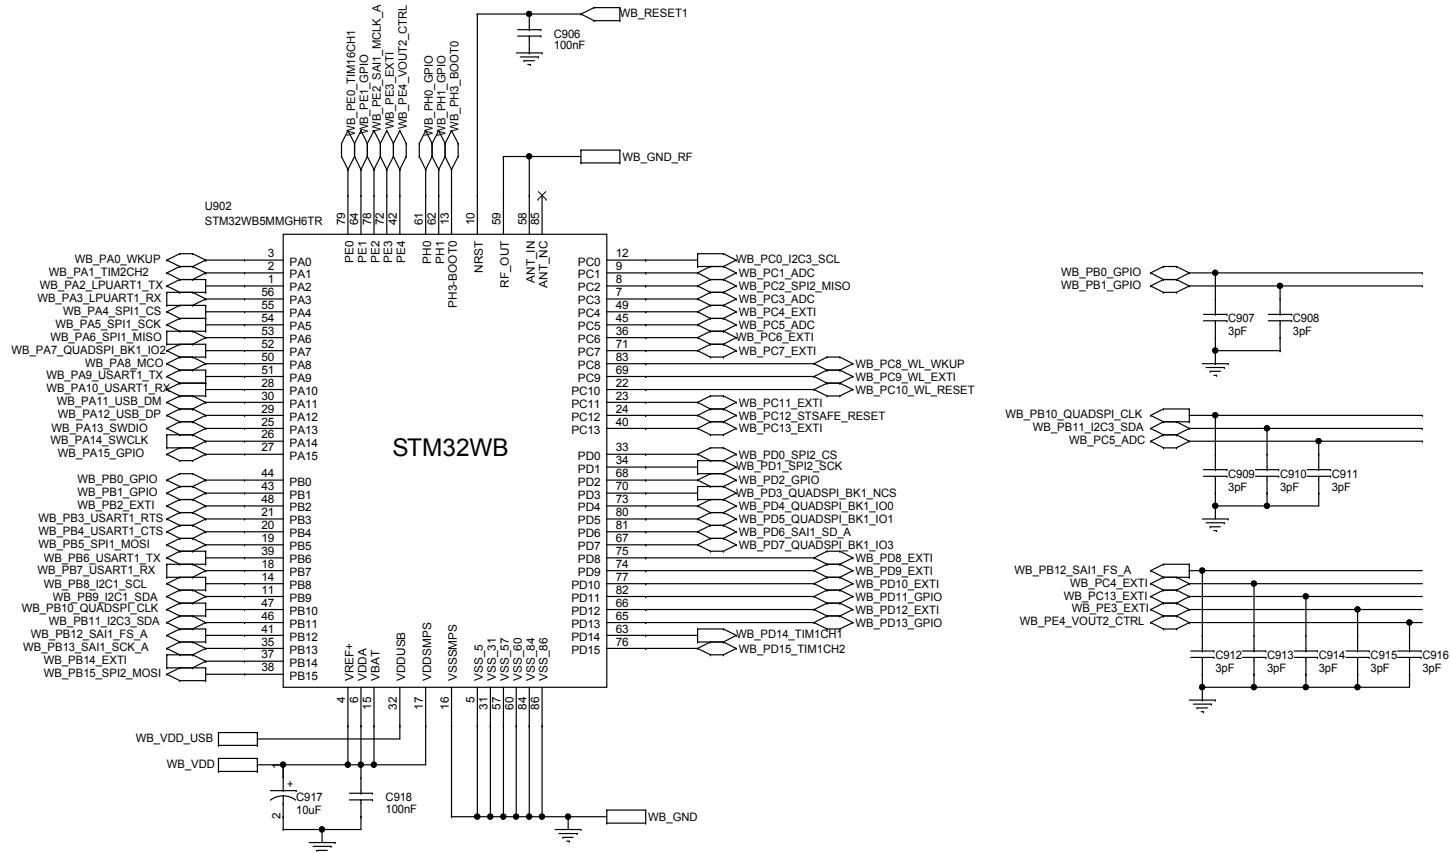 WB_RESET1
C906
100nF
WB_PE0_TIM16CH1
WB_PE1_GPIO
WB_PE2_SAI1_MCLK_A
WB_PE3_EXTI
WB_PE4_VOUT2_CTRL
WB_PH0_GPIO
WB_PH1_GPIO
WB_PH3_BOOT0
WB_GND_RF
U902
STM32WB5MMGH6TR
79 64 78 72 42 61 62 13 10 59 58 85
PE0 PE1 PE2 PE3 PE4 PH0 PH1 PH3-BOOT0 NRST RF_OUT ANT_IN ANT_NC
WB_PA0_WKUP 3 PA0
WB_PA1_TIM2CH2 2 PA1
WB_PA2_LPUART1_TX 1 PA2
WB_PA3_LPUART1_RX 56 PA3
WB_PA4_SPI1_CS 55 PA4
WB_PA5_SPI1_SCK 54 PA5
WB_PA6_SPI1_MISO 53 PA6
WB_PA7_QUADSPI_BK1_IO2 52 PA7
WB_PA8_MCO 50 PA8
WB_PA9_USART1_TX 51 PA9
WB_PA10_USART1_RX 28 PA10
WB_PA11_USB_DM 30 PA11
WB_PA12_USB_DP 29 PA12
WB_PA13_SWDIO 25 PA13
WB_PA14_SWCLK 26 PA14
WB_PA15_GPIO 27 PA15
WB_PB0_GPIO 44 PB0
WB_PB1_GPIO 43 PB1
WB_PB2_EXTI 48 PB2
WB_PB3_USART1_RTS 21 PB3
WB_PB4_USART1_CTS 20 PB4
WB_PB5_SPI1_MOSI 19 PB5
WB_PB6_USART1_TX 39 PB6
WB_PB7_USART1_RX 18 PB7
WB_PB8_I2C1_SCL 14 PB8
WB_PB9_I2C1_SDA 11 PB9
WB_PB10_QUADSPI_CLK 47 PB10
WB_PB11_I2C3_SDA 46 PB11
WB_PB12_SAI1_FS_A 41 PB12
WB_PB13_SAI1_SCK_A 35 PB13
WB_PB14_EXTI 37 PB14
WB_PB15_SPI2_MOSI 38 PB15
STM32WB
PC0 12 WB_PC0_I2C3_SCL
PC1 9 WB_PC1_ADC
PC2 8 WB_PC2_SPI2_MISO
PC3 7 WB_PC3_ADC
PC4 49 WB_PC4_EXTI
PC5 45 WB_PC5_ADC
PC6 36 WB_PC6_EXTI
PC7 71 WB_PC7_EXTI
PC8 83 WB_PC8_WL_WKUP
PC9 69 WB_PC9_WL_EXTI
PC10 22 WB_PC10_WL_RESET
PC11 23 WB_PC11_EXTI
PC12 24 WB_PC12_STSAFE_RESET
PC13 40 WB_PC13_EXTI
PD0 33 WB_PD0_SPI2_CS
PD1 34 WB_PD1_SPI2_SCK
PD2 68 WB_PD2_GPIO
PD3 70 WB_PD3_QUADSPI_BK1_NCS
PD4 73 WB_PD4_QUADSPI_BK1_IO0
PD5 80 WB_PD5_QUADSPI_BK1_IO1
PD6 81 WB_PD6_SAI1_SD_A
PD7 67 WB_PD7_QUADSPI_BK1_IO3
PD8 75 WB_PD8_EXTI
PD9 74 WB_PD9_EXTI
PD10 77 WB_PD10_EXTI
PD11 82 WB_PD11_GPIO
PD12 66 WB_PD12_EXTI
PD13 65 WB_PD13_GPIO
PD14 63 WB_PD14_TIM1CH1
PD15 76 WB_PD15_TIM1CH2
VREF+ VDDA VBAT VDDUSB VDDSMPS VSSSMPS VSS_5 VSS_31 VSS_57 VSS_60 VSS_84 VSS_86
4 6 15 32 17 16 5 31 57 60 84 86
WB_VDD_USB
WB_VDD
1
+
C917
10uF
2
C918
100nF
WB_GND
WB_PB0_GPIO
WB_PB1_GPIO
C907 C908
3pF 3pF
WB_PB10_QUADSPI_CLK
WB_PB11_I2C3_SDA
WB_PC5_ADC
C909 C910 C911
3pF 3pF 3pF
WB_PB12_SAI1_FS_A
WB_PC4_EXTI
WB_PC13_EXTI
WB_PE3_EXTI
WB_PE4_VOUT2_CTRL
C912 C913 C914 C915 C916
3pF 3pF 3pF 3pF 3pF